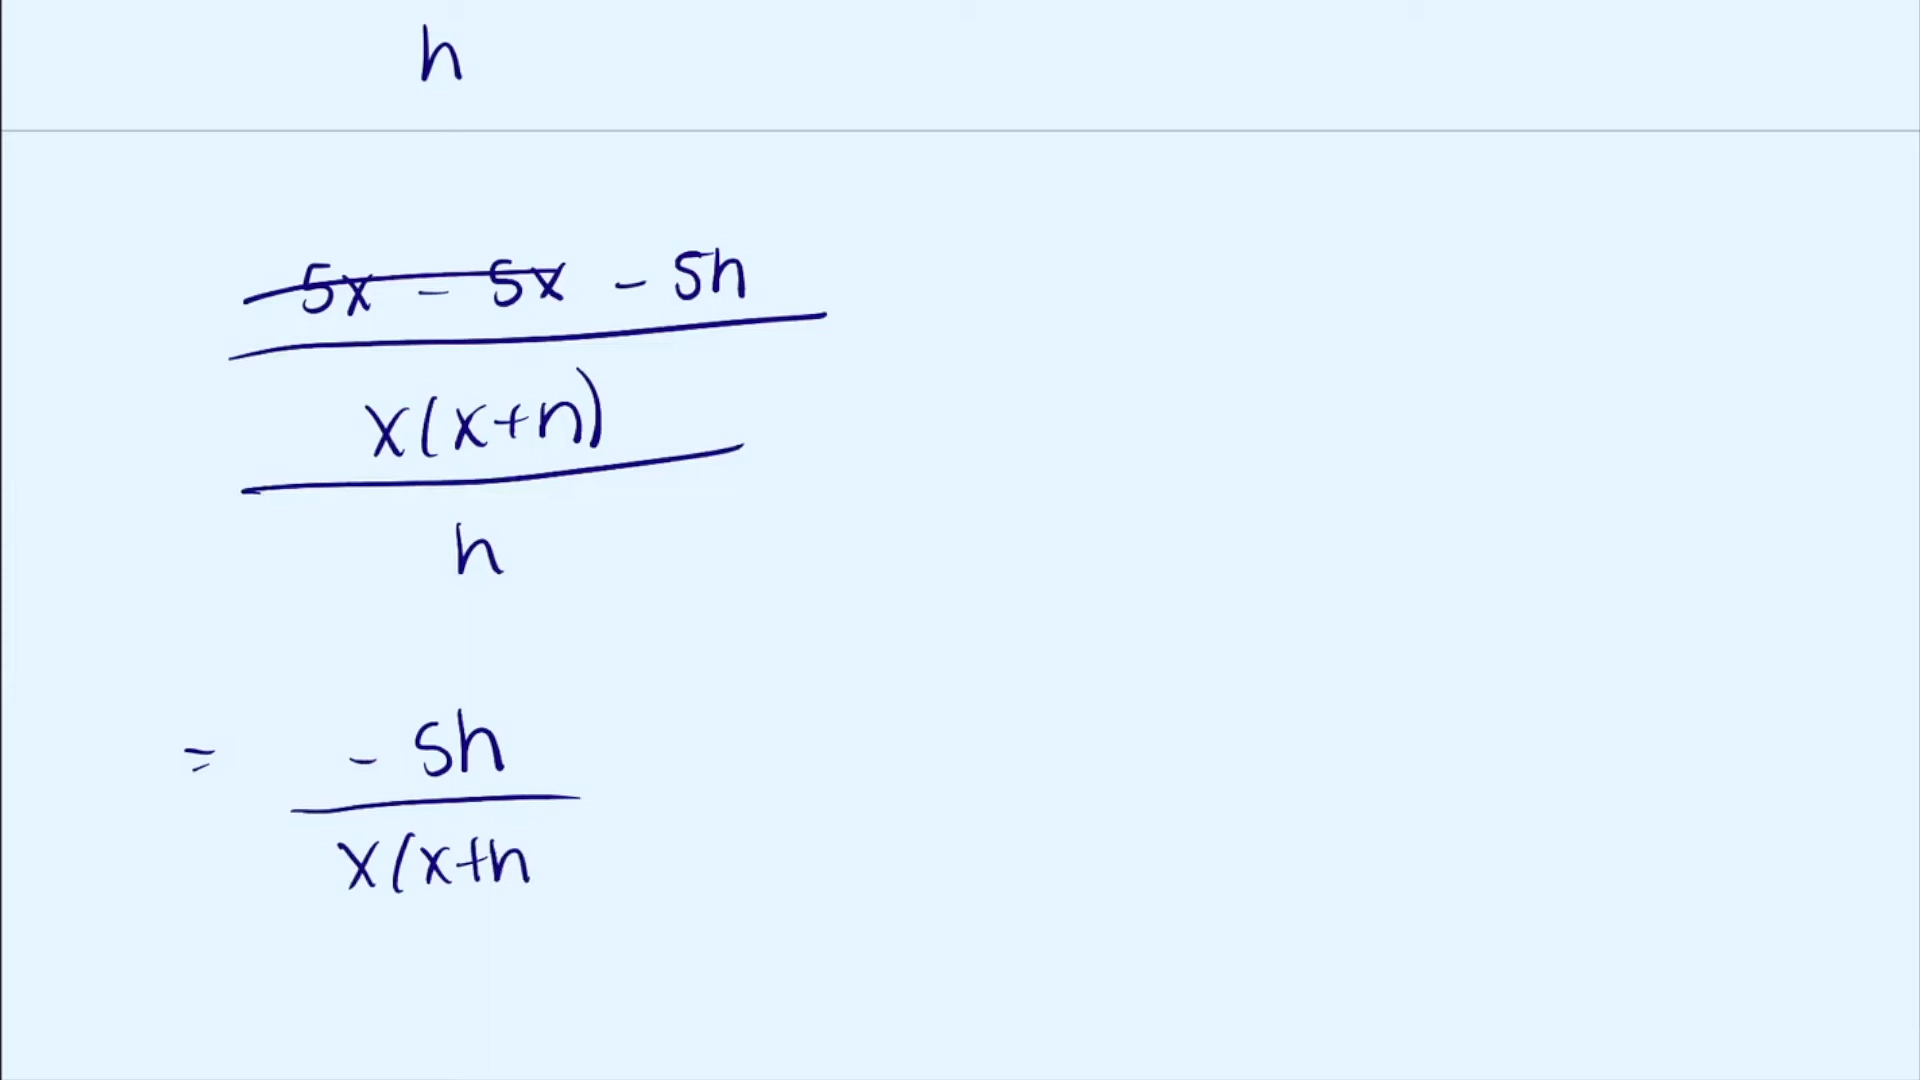 h
5x - 5x - 5h
x(x+h)
h
= - 5h
x(x+h